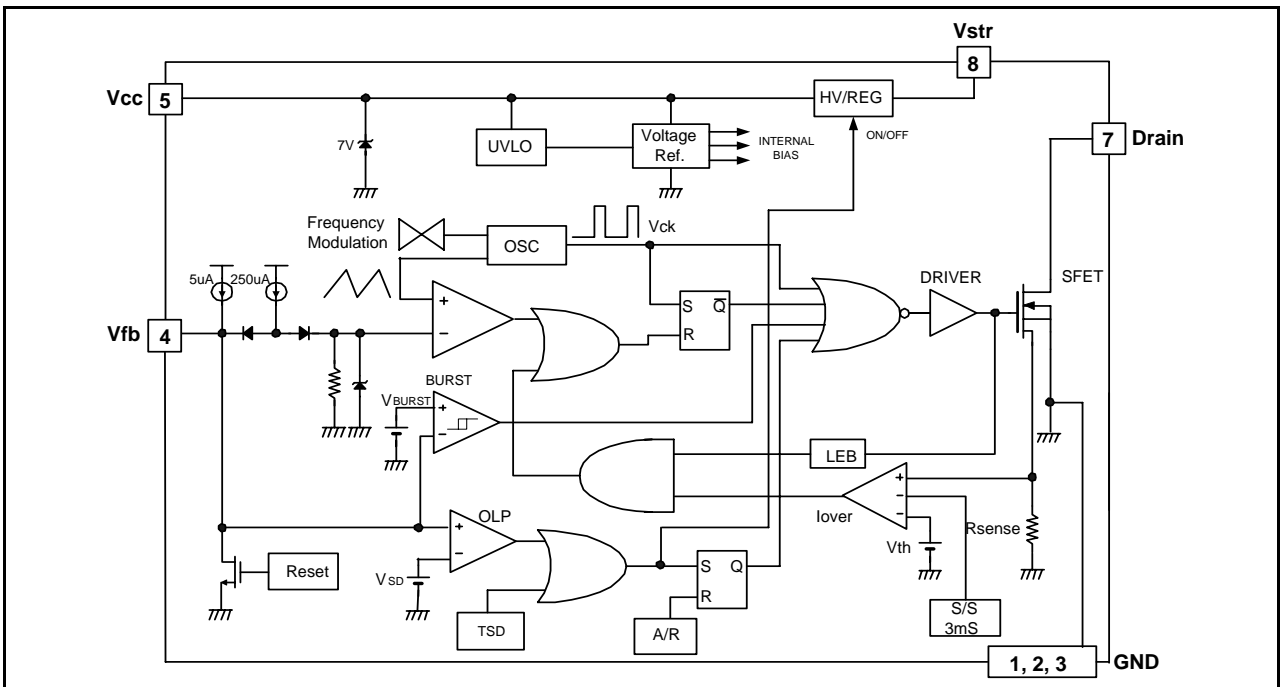 Vstr
8
Vcc 5
HV/REG
7V
UVLO
Voltage
Ref.
INTERNAL
BIAS
ON/OFF
7 Drain
Frequency
Modulation
OSC
Vck
5uA 250uA
DRIVER
SFET
Vfb 4
+
−
S Q̅
R
BURST
VBURST
+
−
LEB
+
−
−
Iover
Vth
Rsense
OLP
+
−
VSD
Reset
TSD
S Q
R
A/R
S/S
3mS
1, 2, 3 GND